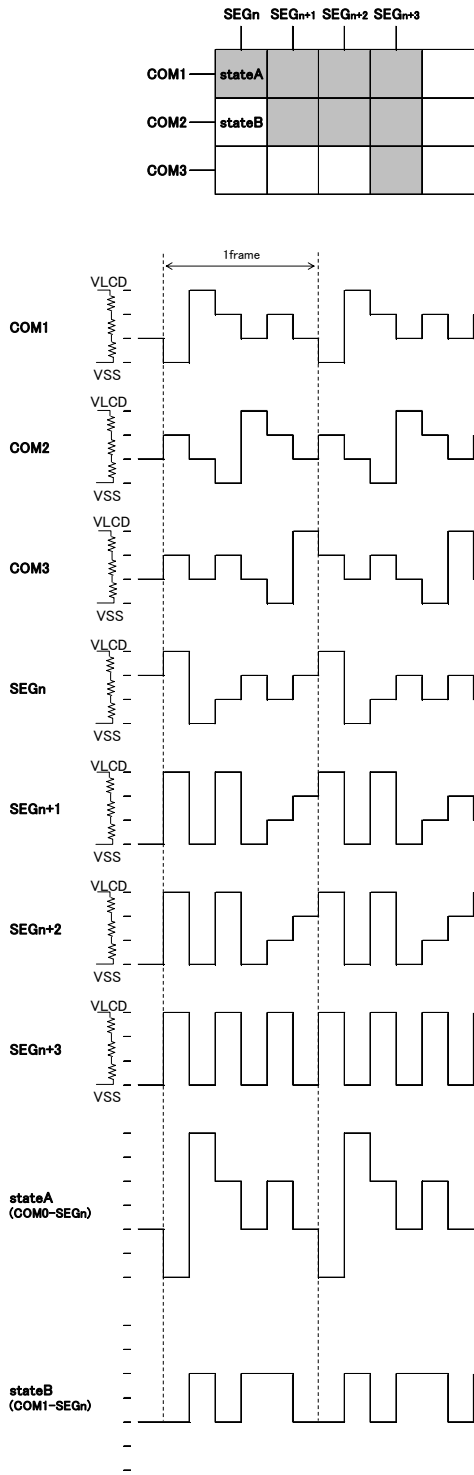 SEGn SEGn+1 SEGn+2 SEGn+3
COM1 stateA
COM2 stateB
COM3
1frame
VLCD
COM1
VSS
VLCD
COM2
VSS
VLCD
COM3
VSS
VLCD
SEGn
VSS
VLCD
SEGn+1
VSS
VLCD
SEGn+2
VSS
VLCD
SEGn+3
VSS
stateA
(COM0-SEGn)
stateB
(COM1-SEGn)